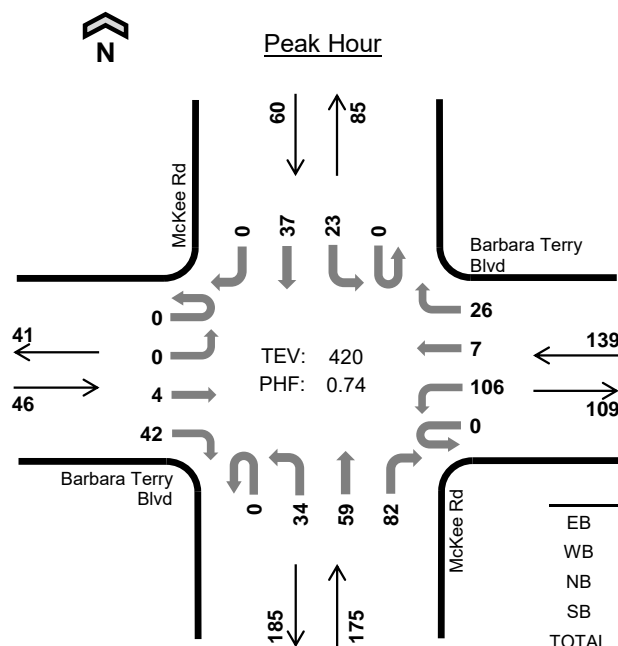 N
Peak Hour
60
85
McKee Rd
0
37
23
0
Barbara Terry
Blvd
0
26
41
0
TEV: 420
7
139
46
4
PHF: 0.74
106
109
42
0
Barbara Terry
Blvd
0
34
59
82
McKee Rd
185
175
EB
WB
NB
SB
TOTAL